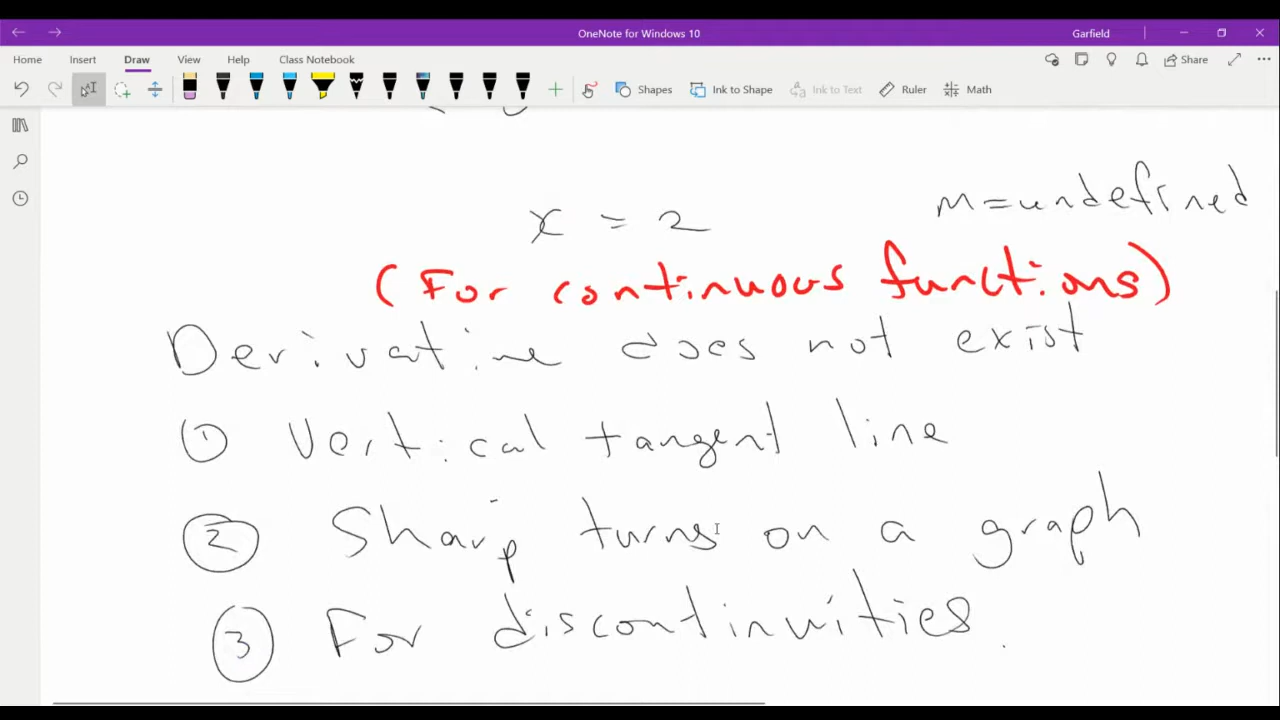 OneNote for Windows 10
Garfield
Home Insert Draw View Help Class Notebook
Share
Shapes Ink to Shape Ink to Text Ruler Math
m=undefined
x = 2
(For continuous functions)
Derivative does not exist
① Vertical tangent line
② Sharp turns on a graph
③ For discontinuities.